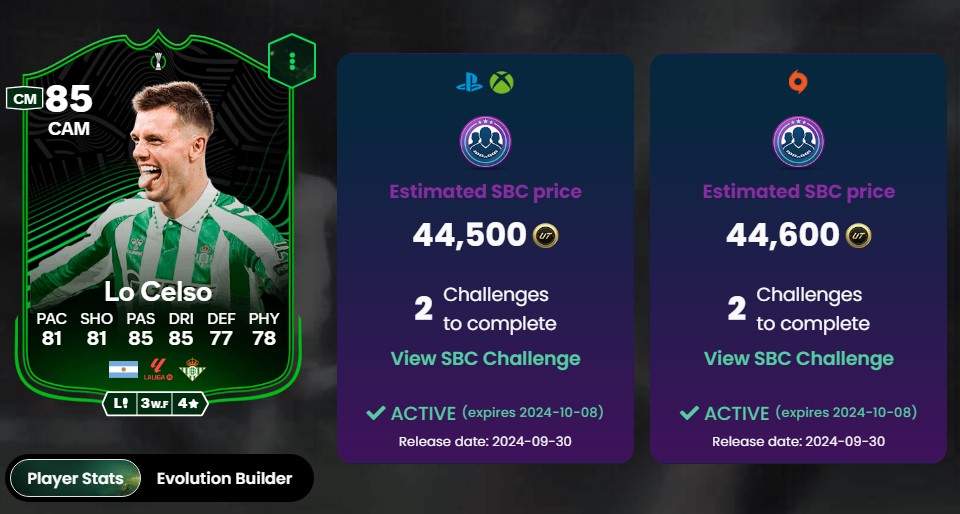 CM
85
CAM
Lo Celso
PAC SHO PAS DRI DEF PHY
81 81 85 85 77 78
LALIGA
L 3W.F 4★
Player Stats
Evolution Builder
Estimated SBC price
44,500 UT
2 Challenges
to complete
View SBC Challenge
ACTIVE (expires 2024-10-08)
Release date: 2024-09-30
Estimated SBC price
44,600 UT
2 Challenges
to complete
View SBC Challenge
ACTIVE (expires 2024-10-08)
Release date: 2024-09-30